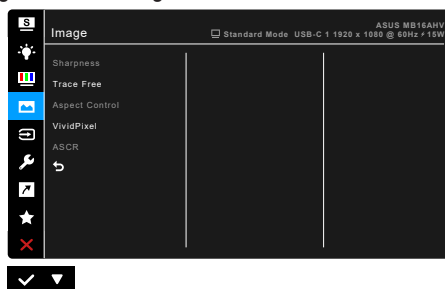 S
Image
ASUS MB16AHV
Standard Mode USB-C 1 1920 x 1080 @ 60Hz 15W
Sharpness
Trace Free
Aspect Control
VividPixel
ASCR